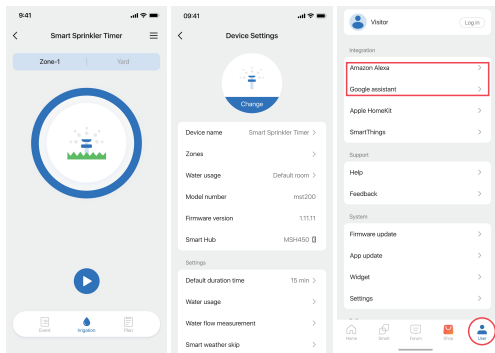 9:41
Smart Sprinkler Timer
Zone-1
Yard
Event
Irrigation
Plan
09:41
Device Settings
Change
Device name Smart Sprinkler Timer
Zones
Water usage Default room
Model number mst200
Firmware version 1.11.11
Smart Hub MSH450
Settings
Default duration time 15 min
Water usage
Water flow measurement
Smart weather skip
Visitor Log in
Integration
Amazon Alexa
Google assistant
Apple HomeKit
SmartThings
Support
Help
Feedback
System
Firmware update
App update
Widget
Settings
Home
Smart
Forum
Shop
User